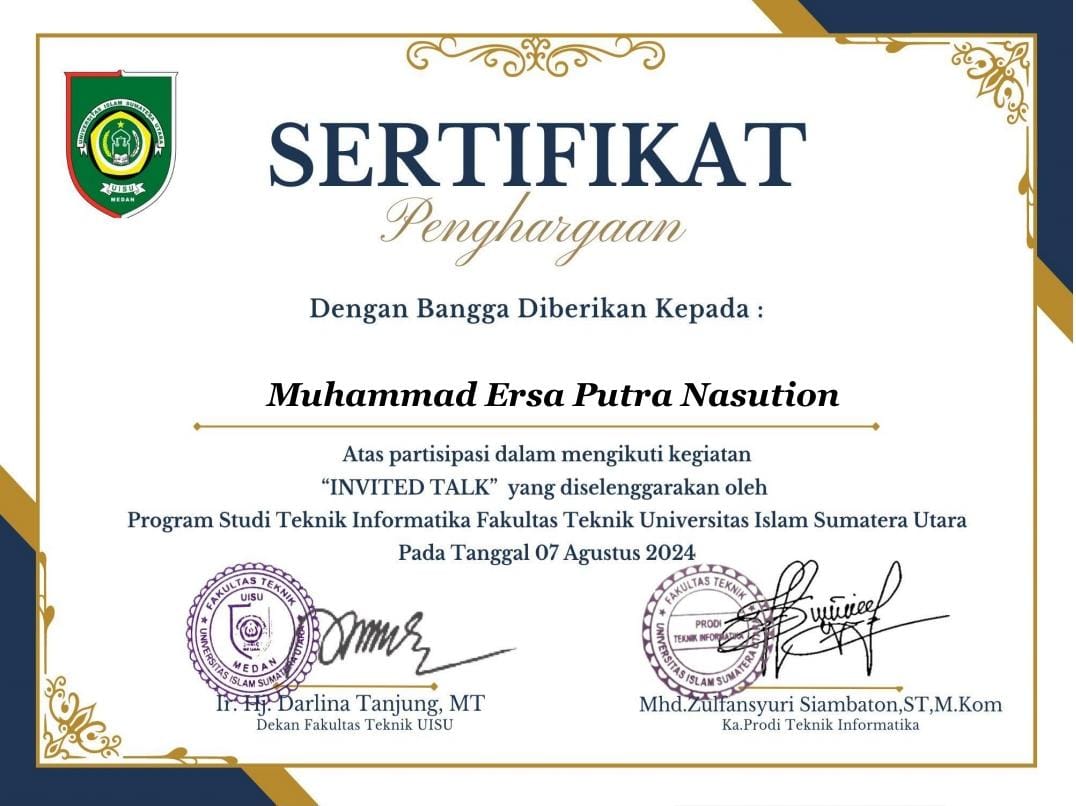 UNIVERSITAS ISLAM SUMATERA UTARA
UISU
MEDAN
SERTIFIKAT
Penghargaan
Dengan Bangga Diberikan Kepada :
Muhammad Ersa Putra Nasution
Atas partisipasi dalam mengikuti kegiatan
“INVITED TALK” yang diselenggarakan oleh
Program Studi Teknik Informatika Fakultas Teknik Universitas Islam Sumatera Utara
Pada Tanggal 07 Agustus 2024
FAKULTAS TEKNIK
UISU
MEDAN
UNIVERSITAS ISLAM SUMATERA UTARA
FAKULTAS TEKNIK
PRODI
TEKNIK INFORMATIKA
UNIVERSITAS ISLAM SUMATERA UTARA
Ir. Hj. Darlina Tanjung, MT
Dekan Fakultas Teknik UISU
Mhd.Zulfansyuri Siambaton,ST,M.Kom
Ka.Prodi Teknik Informatika